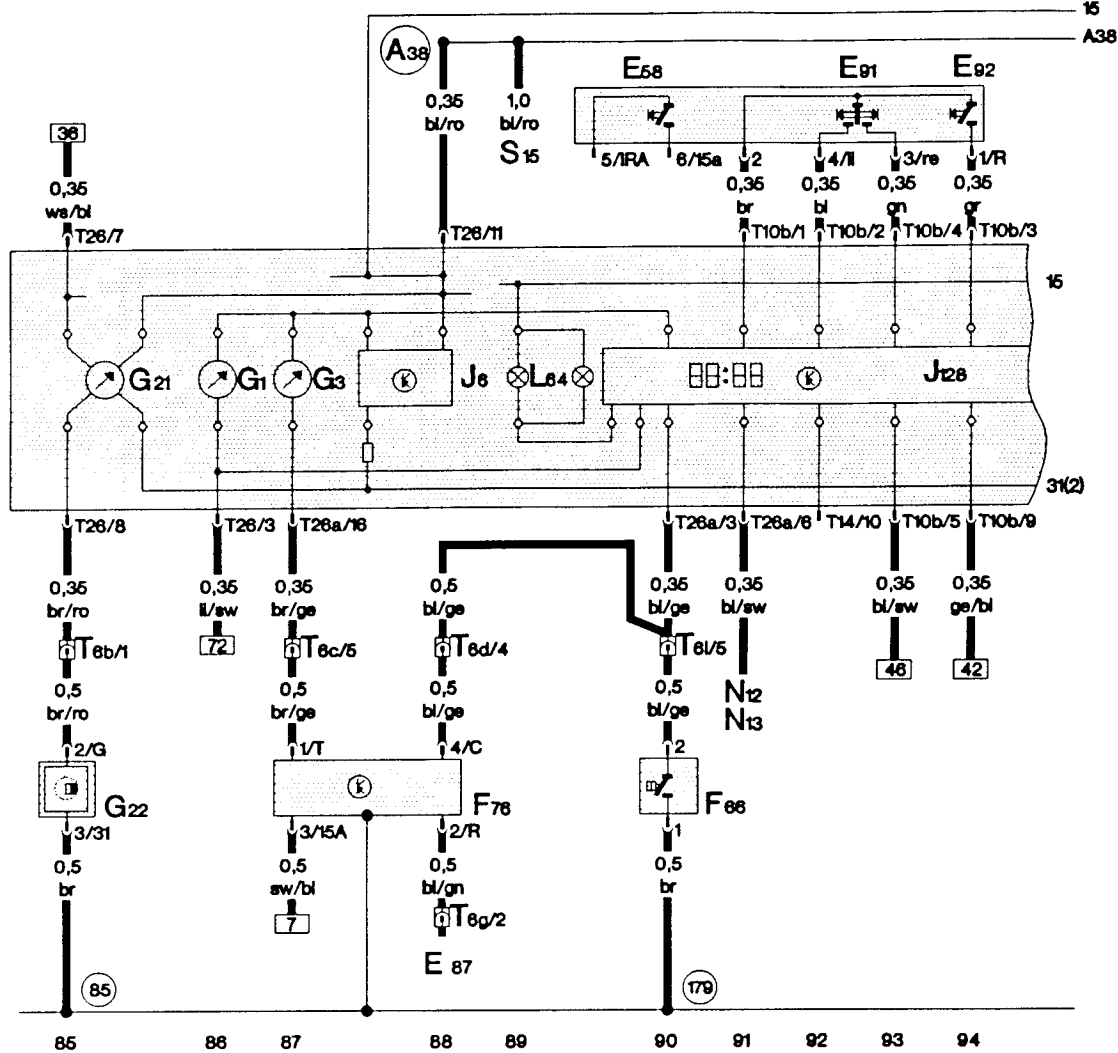 15
A38
A38
E58 E91 E92
0,35 1,0
bl/ro bl/ro
S15
36
5/IRA 6/15a 2 4/li 3/re 1/R
0,35
ws/bl
0,35 0,35 0,35 0,35
br bl gn gr
T26/7 T26/11 T10b/1 T10b/2 T10b/4 T10b/3
15
G21 G1 G3 J6 L64 J128
31(2)
T26/8 T26/3 T26a/16 T26a/3 T26a/6 T14/10 T10b/5 T10b/9
0,35 0,35 0,35 0,5 0,35 0,35 0,35 0,35
br/ro li/sw br/ge bl/ge bl/ge bl/sw bl/sw ge/bl
T6b/1 72 T6c/5 T6d/4 T6l/5 46 42
0,5 0,5 0,5 0,5
br/ro br/ge bl/ge bl/ge
N12
N13
2/G 1/T 4/C 2
G22 F76 F66
3/31 3/15A 2/R 1
0,5 0,5 0,5 0,5
br sw/bl bl/gn br
7 T6g/2
E87
85 179
85 86 87 88 89 90 91 92 93 94